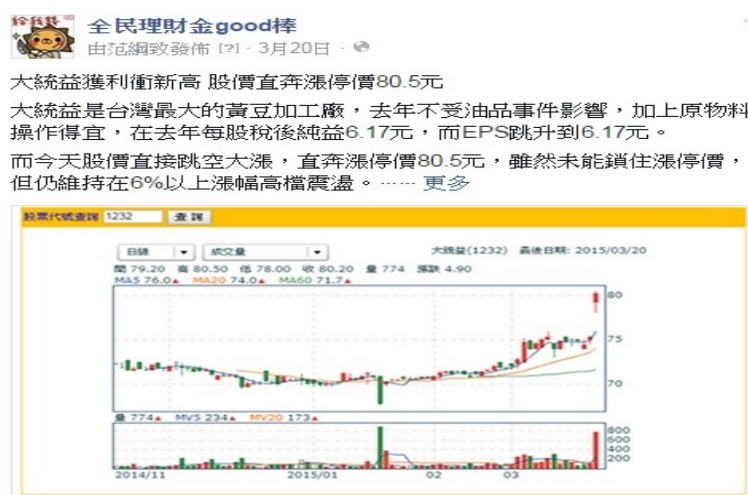 給我錢
全民理財金good棒
由范綱致發佈 [?] · 3月20日 ·
大統益獲利衝新高 股價直奔漲停價80.5元
大統益是台灣最大的黃豆加工廠，去年不受油品事件影響，加上原物料
操作得宜，在去年每股稅後純益6.17元，而EPS跳升到6.17元。
而今天股價直接跳空大漲，直奔漲停價80.5元，雖然未能鎖住漲停價，
但仍維持在6%以上漲幅高檔震盪。⋯⋯ 更多
股票代號查詢 1232 查詢
日線 成交量 大統益(1232) 最後日期: 2015/03/20
開 79.20 高 80.50 低 78.00 收 80.20 量 774 漲跌 4.90
MA5 76.0▲ MA20 74.0▲ MA60 71.7▲
80
75
70
量 774▲ MV5 234▲ MV20 173▲
800
600
400
200
2014/11 2015/01 02 03